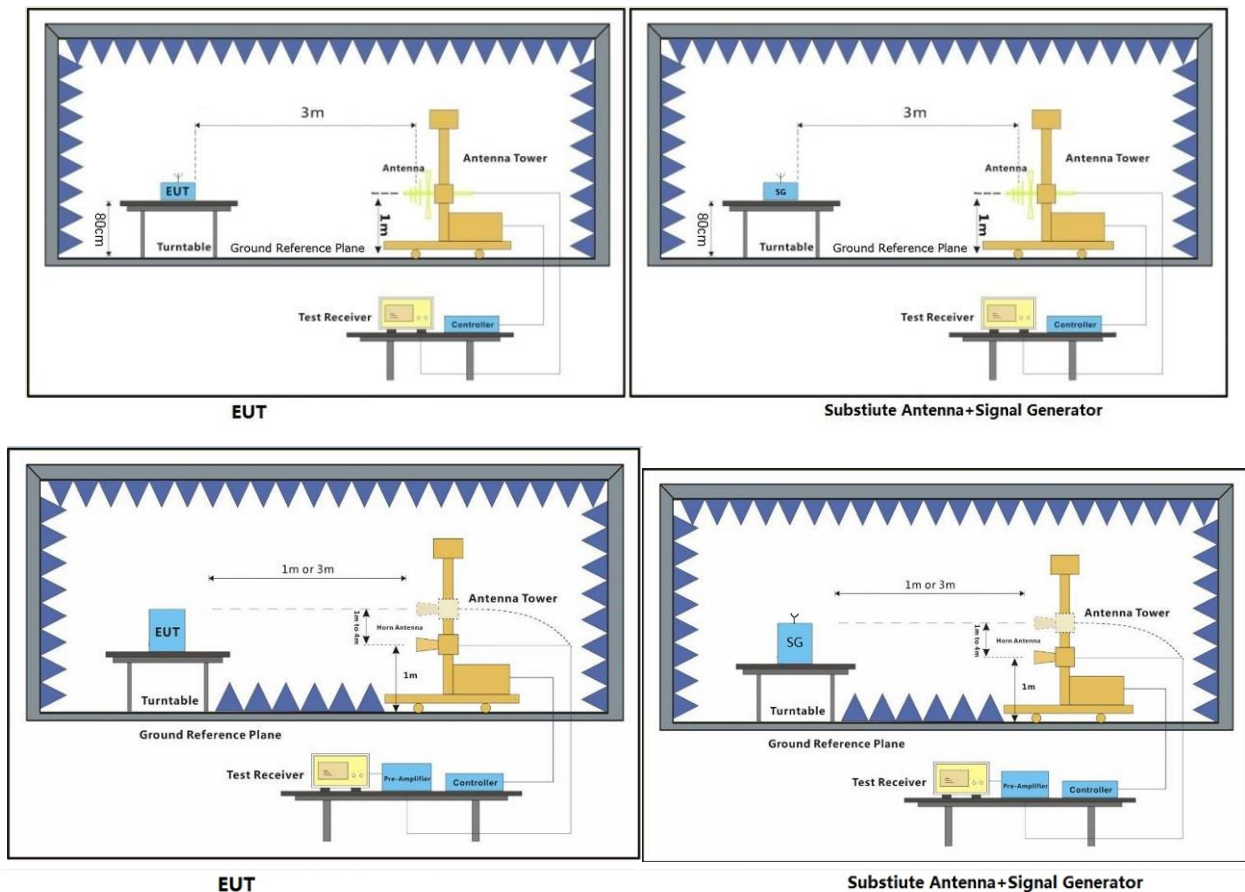 3m
Antenna Tower
Antenna
EUT
1m
80cm
Turntable
Ground Reference Plane
Test Receiver
Controller
EUT
3m
Antenna Tower
Antenna
SG
1m
80cm
Turntable
Ground Reference Plane
Test Receiver
Controller
Substiute Antenna+Signal Generator
1m or 3m
Antenna Tower
1m to 4m
Horn Antenna
EUT
1m
Turntable
Ground Reference Plane
Test Receiver
Pre-Amplifier
Controller
EUT
1m or 3m
Antenna Tower
1m to 4m
Horn Antenna
SG
1m
Turntable
Ground Reference Plane
Test Receiver
Pre-Amplifier
Controller
Substiute Antenna+Signal Generator